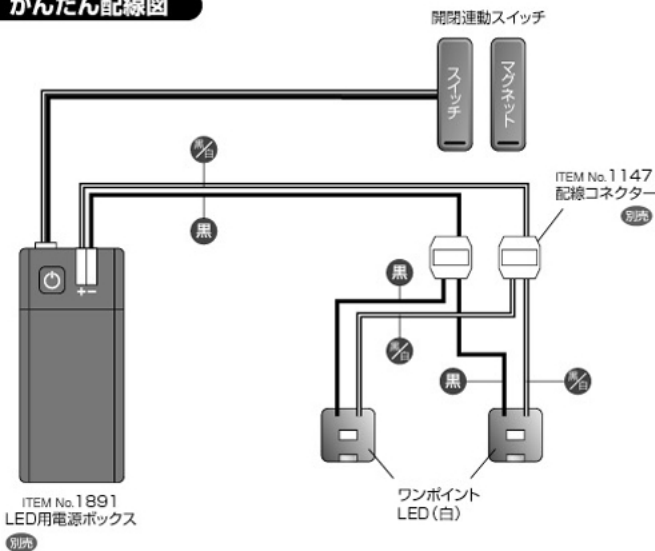 かんたん配線図
開閉連動スイッチ
スイッチ
マグネット
黒/白
ITEM No.1147
配線コネクター
別売
黒
黒
+-
黒/白
黒
黒/白
ワンポイント
LED(白)
ITEM No.1891
LED用電源ボックス
別売